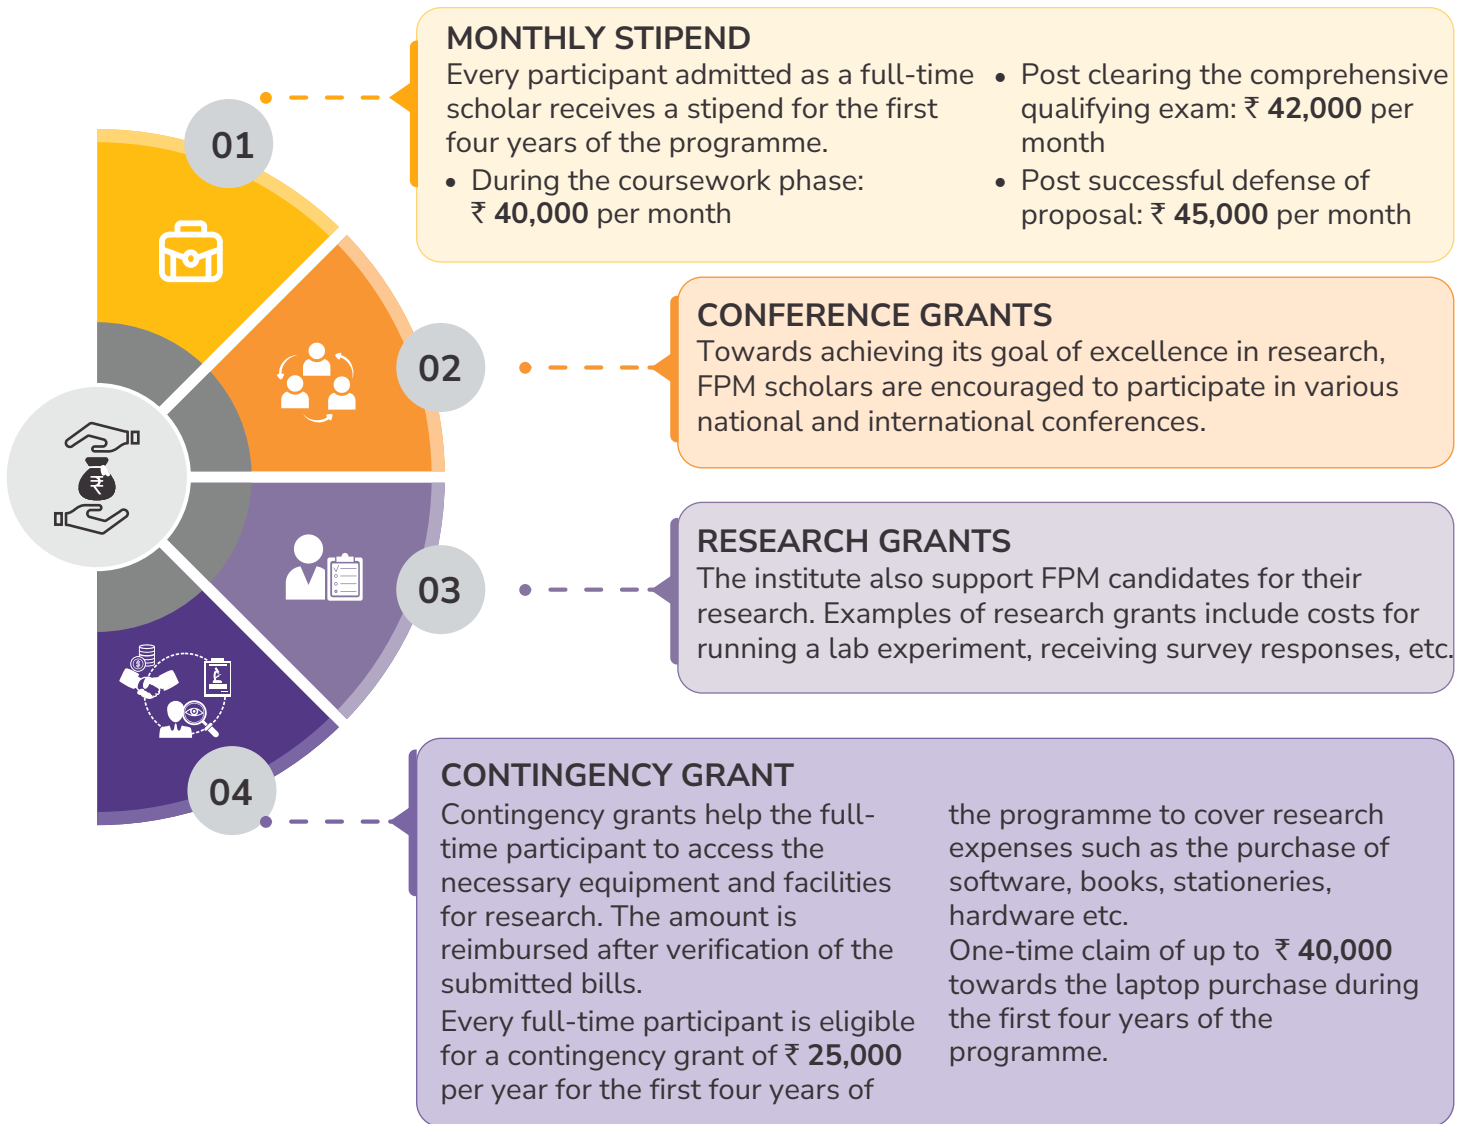 01
MONTHLY STIPEND
Every participant admitted as a full-time
scholar receives a stipend for the first
four years of the programme.
• During the coursework phase:
₹ 40,000 per month
• Post clearing the comprehensive
qualifying exam: ₹ 42,000 per
month
• Post successful defense of
proposal: ₹ 45,000 per month
02
CONFERENCE GRANTS
Towards achieving its goal of excellence in research,
FPM scholars are encouraged to participate in various
national and international conferences.
₹
03
RESEARCH GRANTS
The institute also support FPM candidates for their
research. Examples of research grants include costs for
running a lab experiment, receiving survey responses, etc.
04
CONTINGENCY GRANT
Contingency grants help the full-
time participant to access the
necessary equipment and facilities
for research. The amount is
reimbursed after verification of the
submitted bills.
Every full-time participant is eligible
for a contingency grant of ₹ 25,000
per year for the first four years of
the programme to cover research
expenses such as the purchase of
software, books, stationeries,
hardware etc.
One-time claim of up to ₹ 40,000
towards the laptop purchase during
the first four years of the
programme.